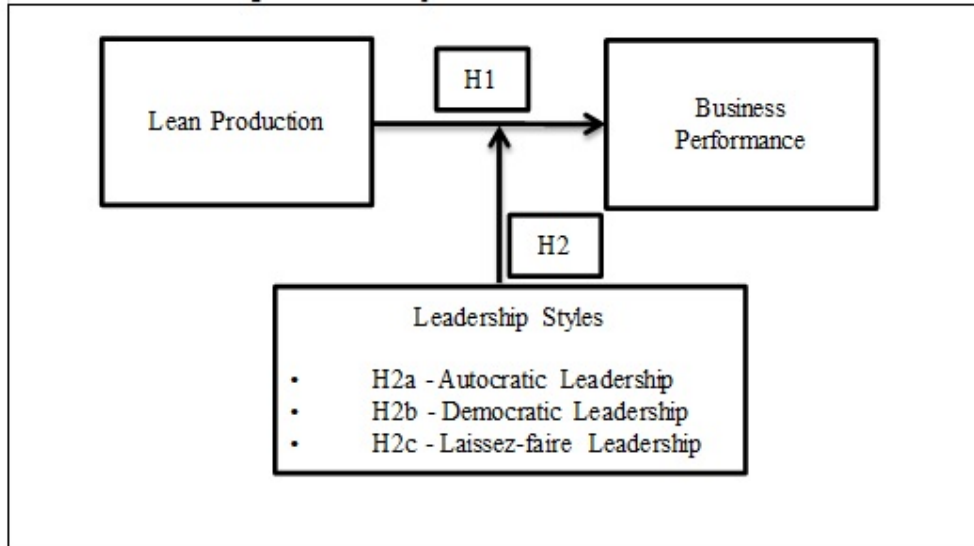 H1
Lean Production
Business
Performance
H2
Leadership Styles
• H2a - Autocratic Leadership
• H2b - Democratic Leadership
• H2c - Laissez-faire Leadership